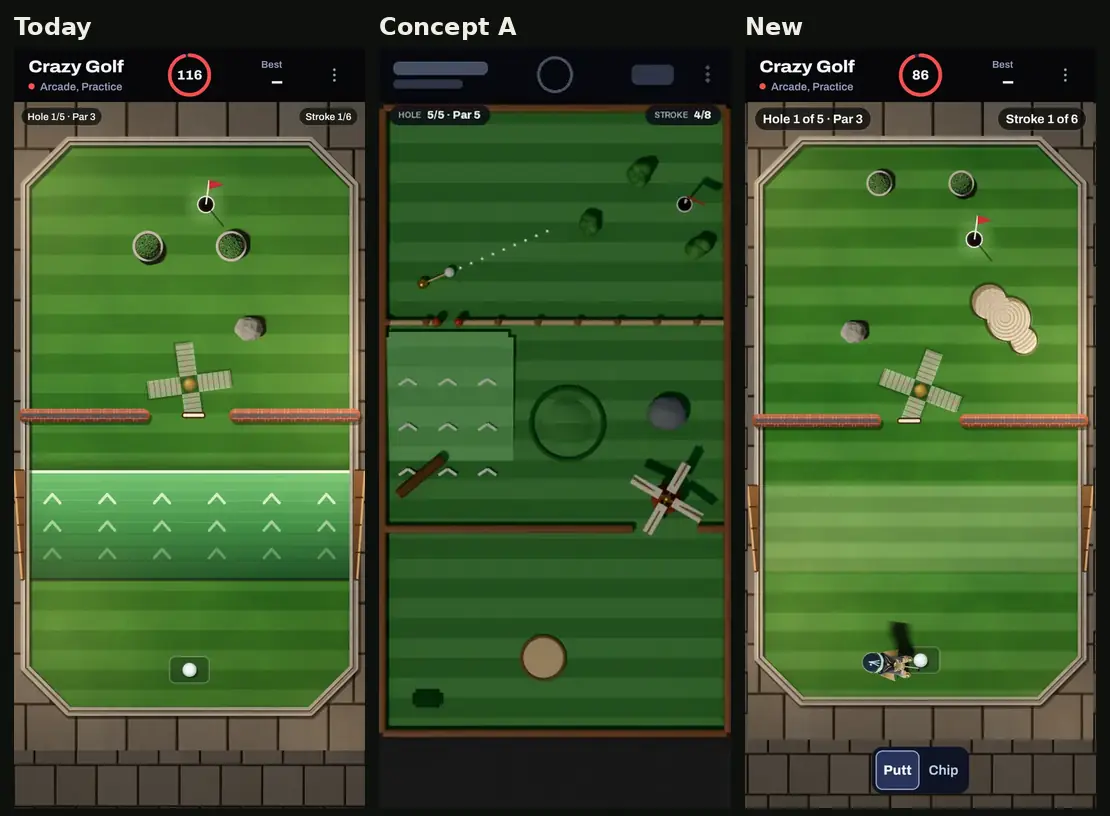 Today
Crazy Golf
Arcade, Practice
116
Best
–
Hole 1/5 · Par 3
Stroke 1/6
Concept A
HOLE 5/5 · Par 5
STROKE 4/8
New
Crazy Golf
Arcade, Practice
86
Best
–
Hole 1 of 5 · Par 3
Stroke 1 of 6
Putt
Chip